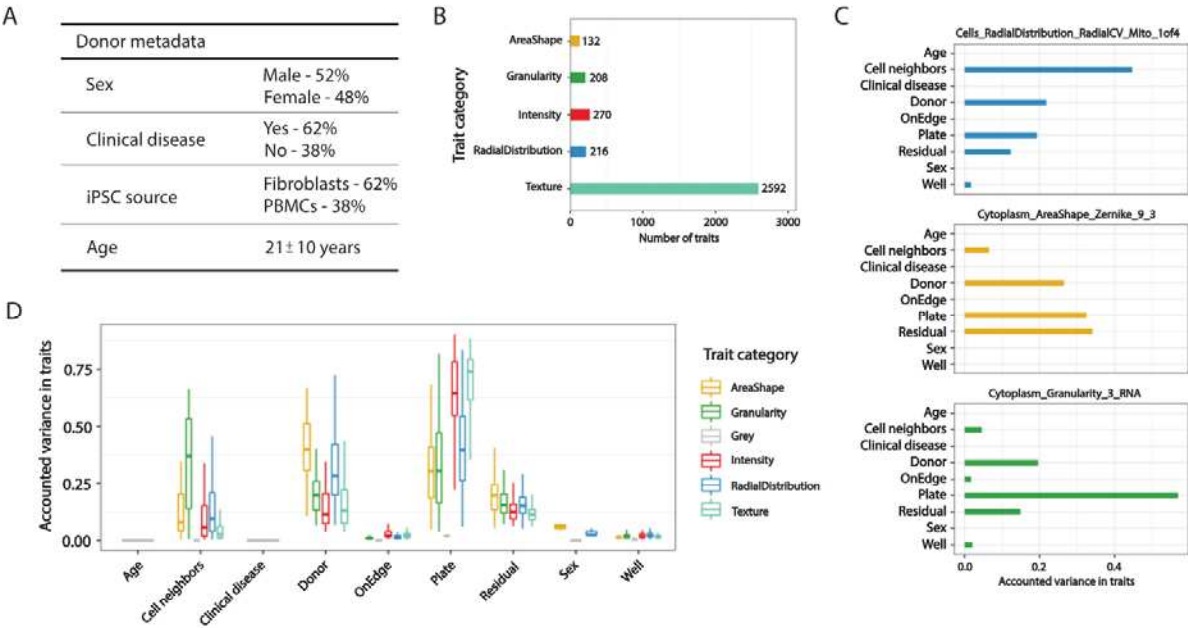 A
Donor metadata
Sex
Male - 52%
Female - 48%
Clinical disease
Yes - 62%
No - 38%
iPSC source
Fibroblasts - 62%
PBMCs - 38%
Age
21± 10 years
B
Trait category
AreaShape
132
Granularity
208
Intensity
270
RadialDistribution
216
Texture
2592
0 1000 2000 3000
Number of traits
C
Cells_RadialDistribution_RadialCV_Mito_1of4
Age
Cell neighbors
Clinical disease
Donor
OnEdge
Plate
Residual
Sex
Well
Cytoplasm_AreaShape_Zernike_9_3
Age
Cell neighbors
Clinical disease
Donor
OnEdge
Plate
Residual
Sex
Well
Cytoplasm_Granularity_3_RNA
Age
Cell neighbors
Clinical disease
Donor
OnEdge
Plate
Residual
Sex
Well
0.0 0.2 0.4
Accounted variance in traits
D
Accounted variance in traits
0.75
0.50
0.25
0.00
Age
Cell neighbors
Clinical disease
Donor
OnEdge
Plate
Residual
Sex
Well
Trait category
AreaShape
Granularity
Grey
Intensity
RadialDistribution
Texture